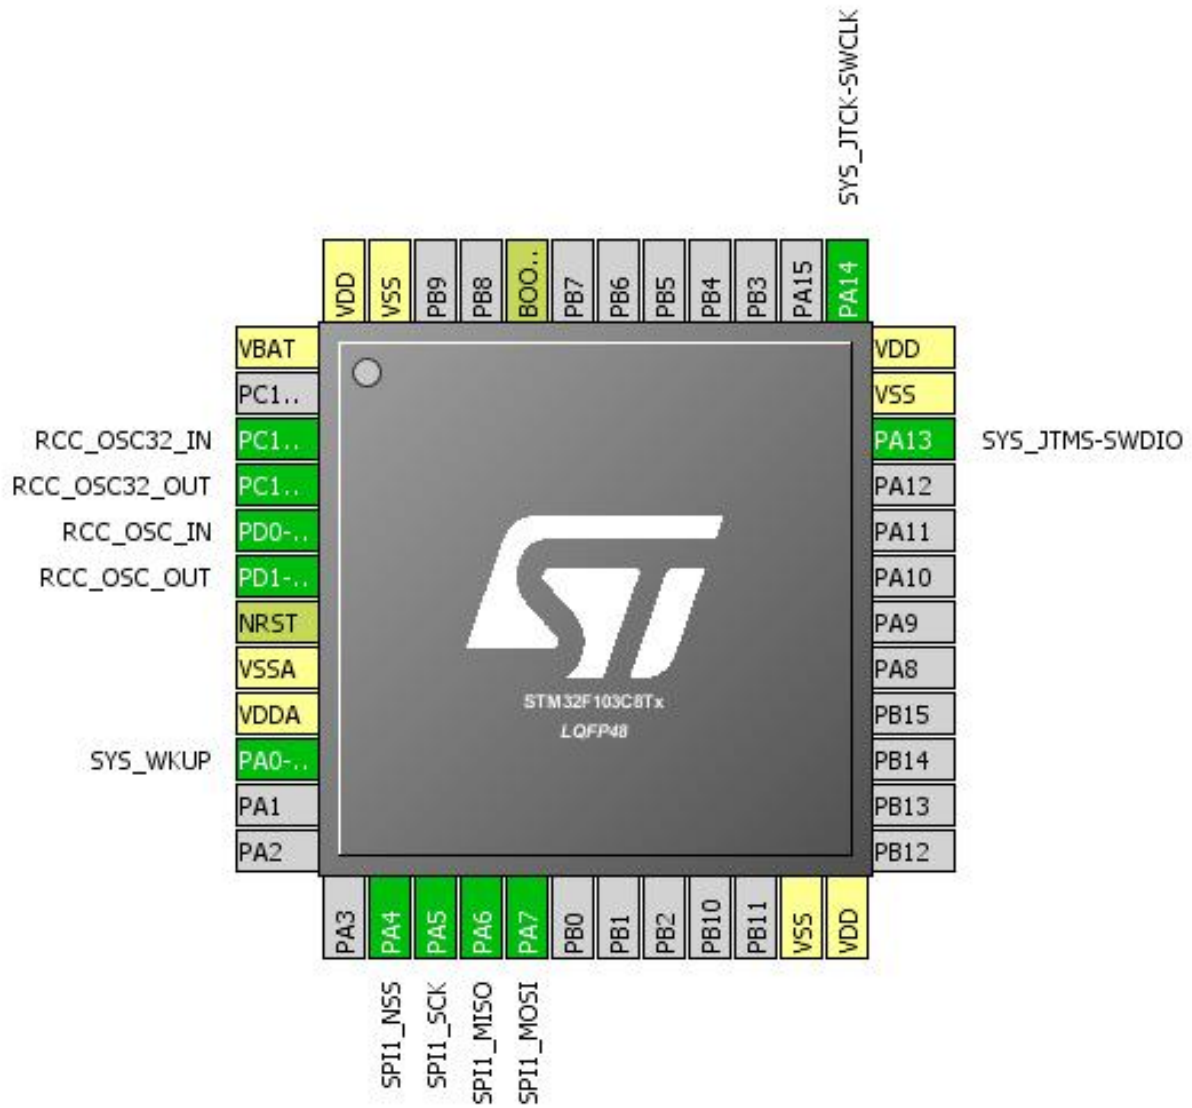 SYS_JTCK-SWCLK
VDD
VSS
PB9
PB8
BOO..
PB7
PB6
PB5
PB4
PB3
PA15
PA14
VBAT
PC1..
RCC_OSC32_IN PC1..
RCC_OSC32_OUT PC1..
RCC_OSC_IN PD0-..
RCC_OSC_OUT PD1-..
NRST
VSSA
VDDA
SYS_WKUP PA0-..
PA1
PA2
VDD
VSS
PA13 SYS_JTMS-SWDIO
PA12
PA11
PA10
PA9
PA8
PB15
PB14
PB13
PB12
STM32F103C8Tx
LQFP48
PA3
PA4
PA5
PA6
PA7
PB0
PB1
PB2
PB10
PB11
VSS
VDD
SPI1_NSS
SPI1_SCK
SPI1_MISO
SPI1_MOSI